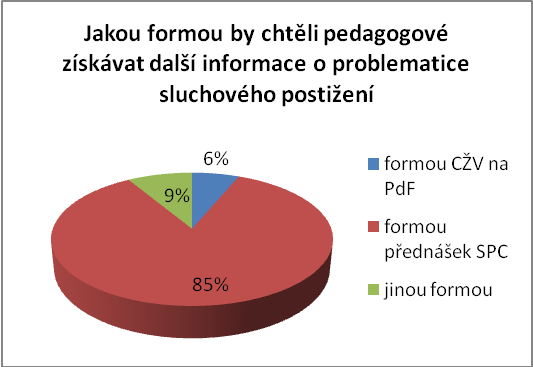 Jakou formou by chtěli pedagogové
získávat další informace o problematice
sluchového postižení
6%
9%
85%
formou CŽV na
PdF
formou
přednášek SPC
jinou formou